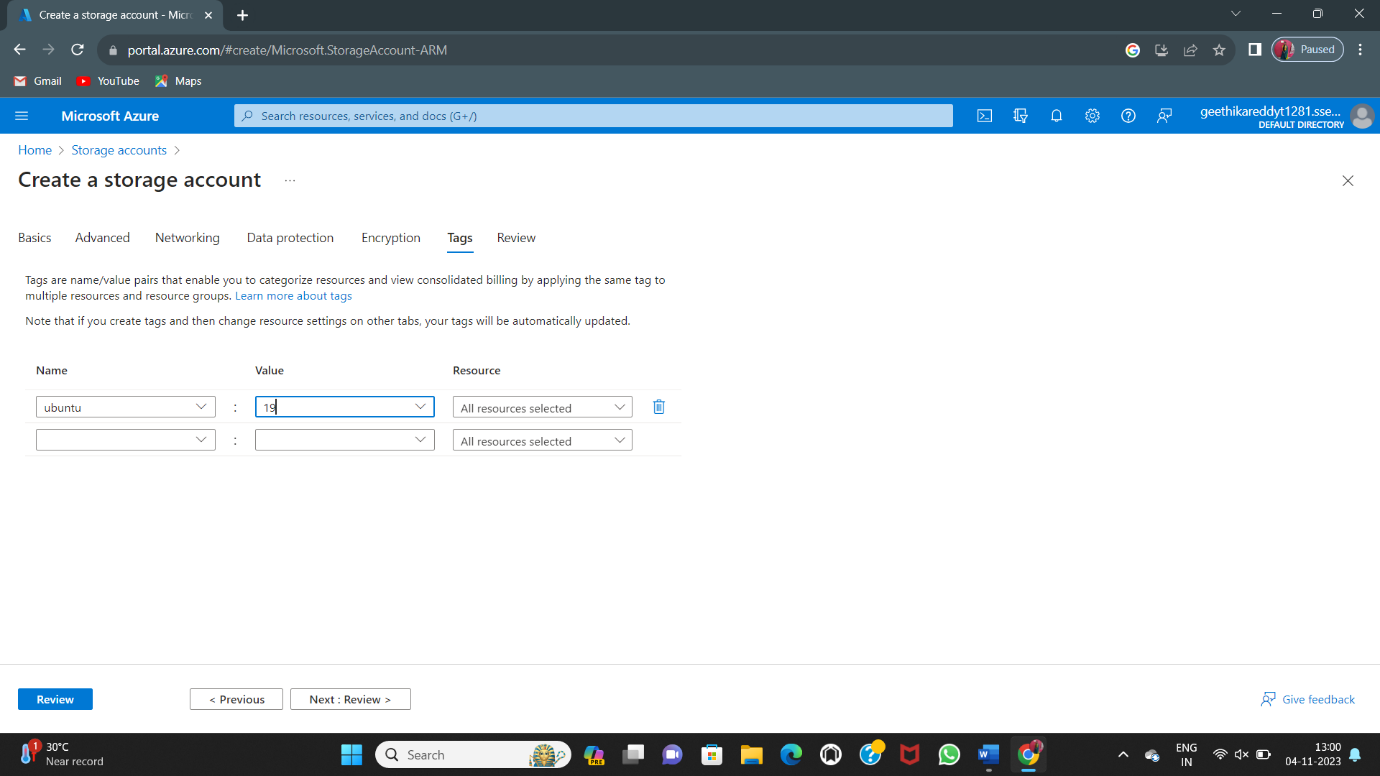 Create a storage account - Micr
portal.azure.com/#create/Microsoft.StorageAccount-ARM
Paused
Gmail YouTube Maps
Microsoft Azure
Search resources, services, and docs (G+/)
geethikareddyt1281.sse...
DEFAULT DIRECTORY
Home > Storage accounts >
Create a storage account ...
Basics Advanced Networking Data protection Encryption Tags Review
Tags are name/value pairs that enable you to categorize resources and view consolidated billing by applying the same tag to
multiple resources and resource groups. Learn more about tags
Note that if you create tags and then change resource settings on other tabs, your tags will be automatically updated.
Name Value Resource
ubuntu : 19 All resources selected
: All resources selected
Review < Previous Next : Review > Give feedback
1 30°C
Near record
Search
PRE
ENG
IN
13:00
04-11-2023